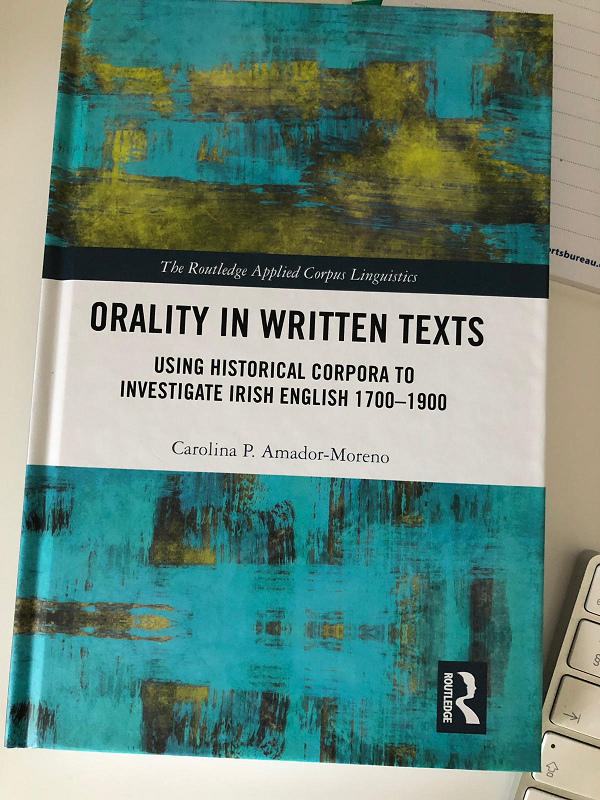 The Routledge Applied Corpus Linguistics
ORALITY IN WRITTEN TEXTS
USING HISTORICAL CORPORA TO
INVESTIGATE IRISH ENGLISH 1700–1900
Carolina P. Amador-Moreno
ROUTLEDGE
ortsbureau.